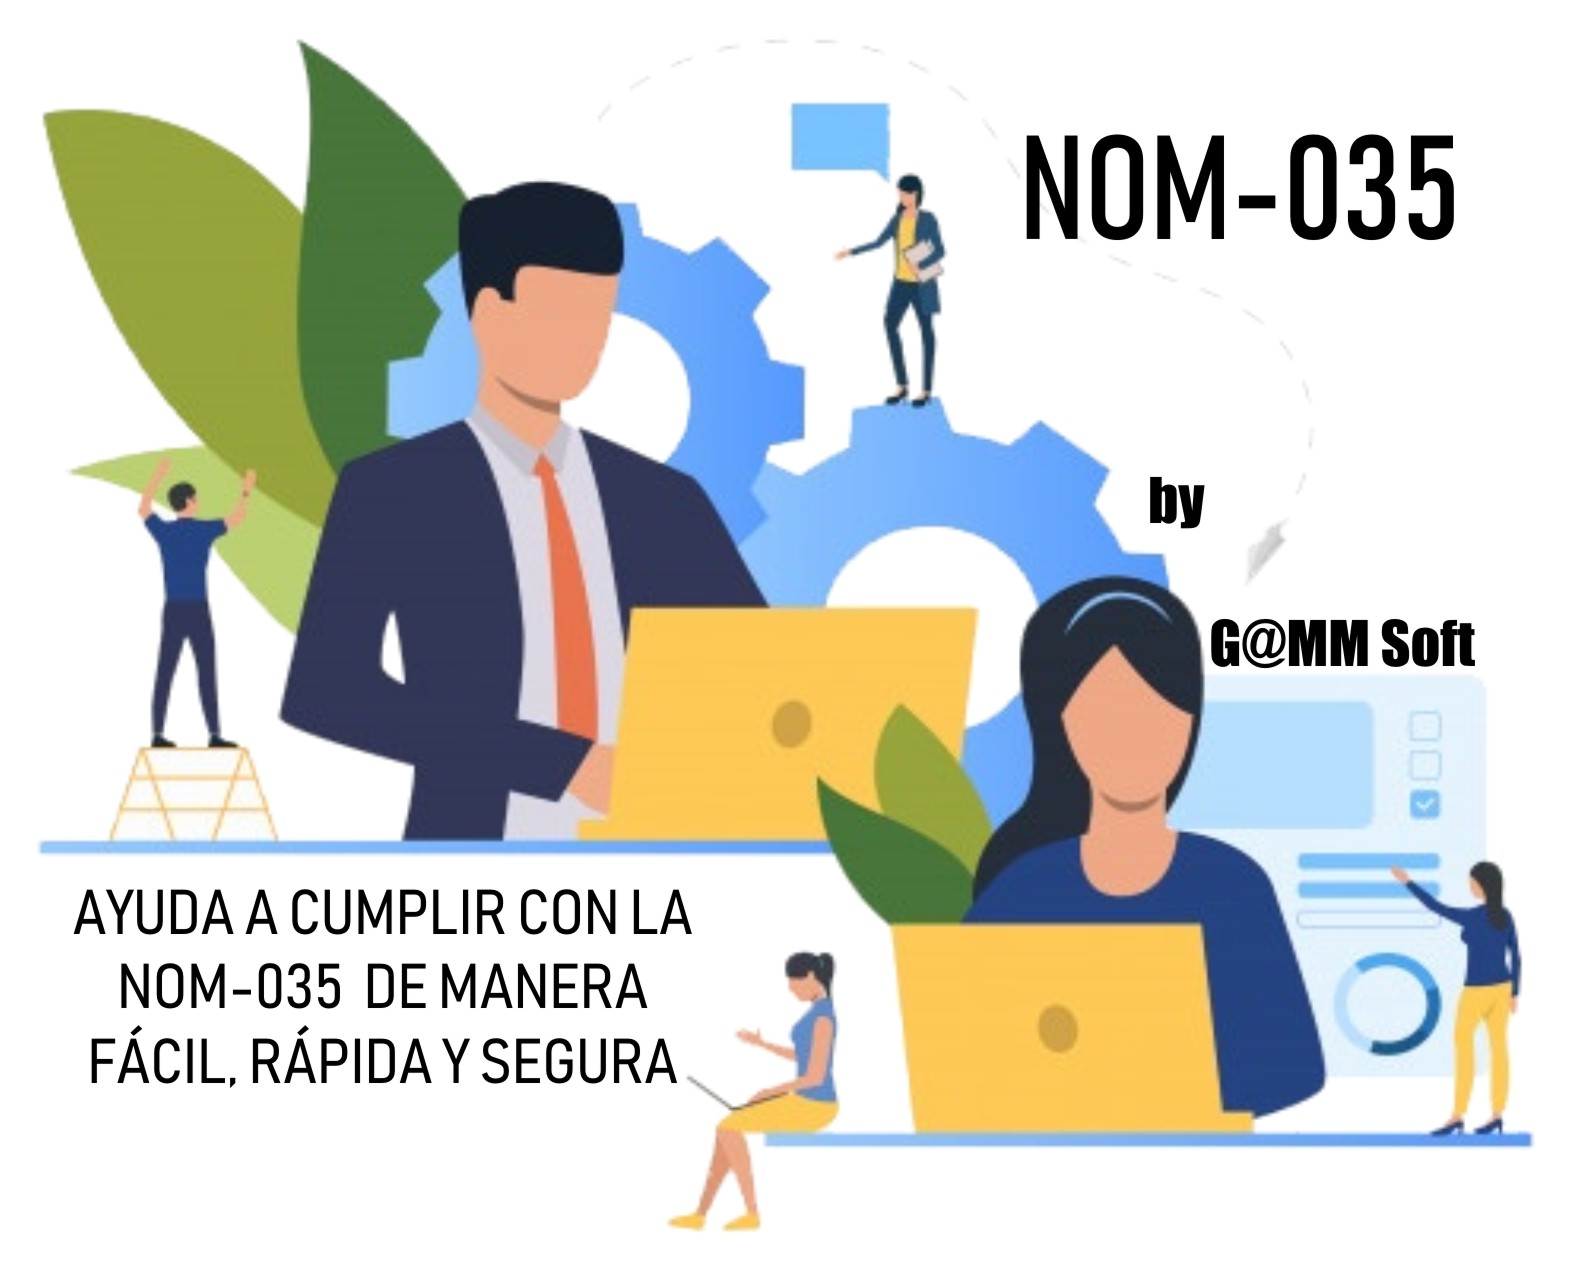 NOM-035
by
G@MM Soft
AYUDA A CUMPLIR CON LA
NOM-035 DE MANERA
FÁCIL, RÁPIDA Y SEGURA